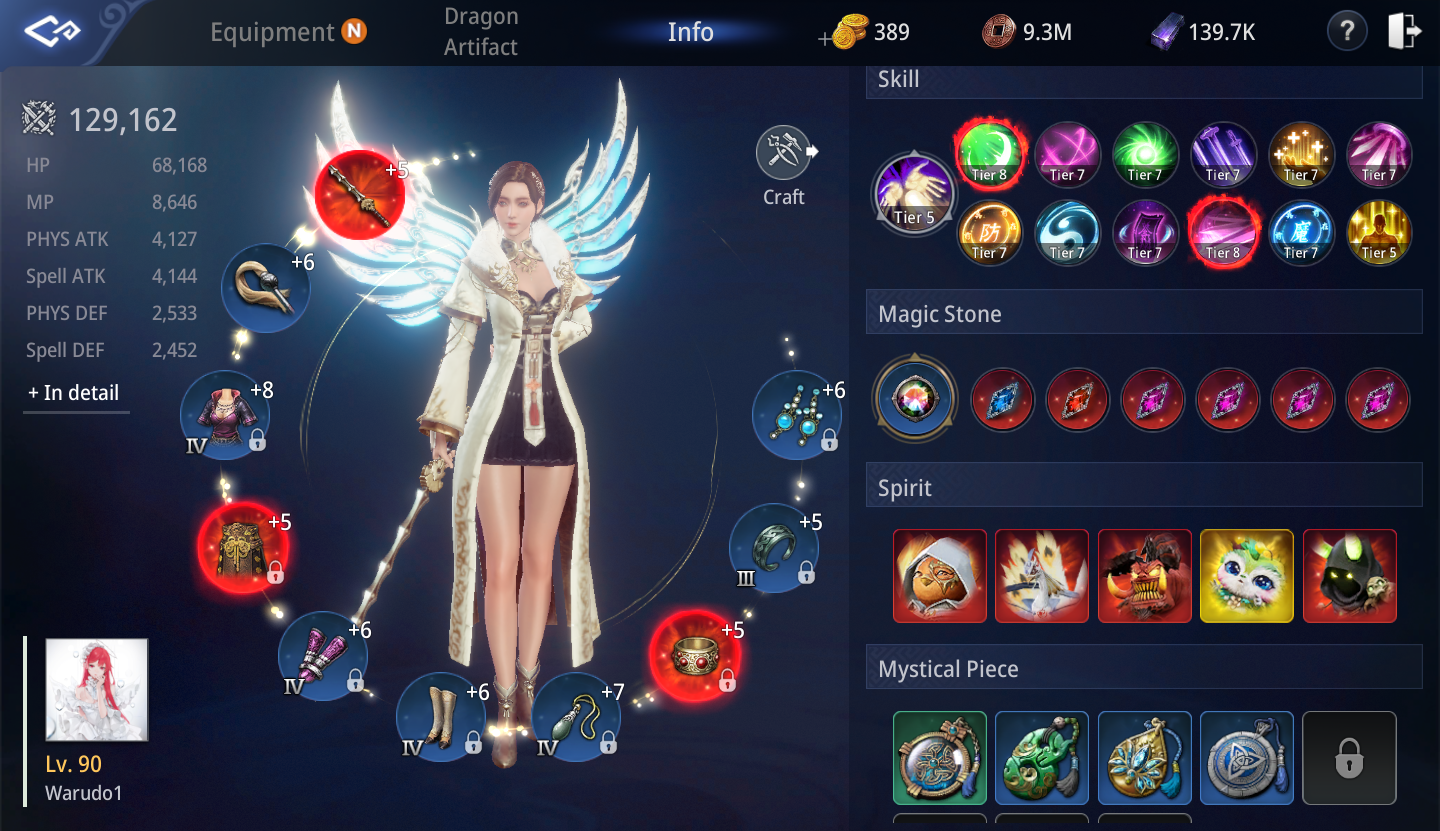 Equipment N
Dragon
Artifact
Info
389
9.3M
139.7K
?
129,162
HP 68,168
MP 8,646
PHYS ATK 4,127
Spell ATK 4,144
PHYS DEF 2,533
Spell DEF 2,452
+ In detail
+5
+6
+8
IV
+5
+6
IV
+6
IV
+7
IV
+5
+5
III
+6
Craft
Lv. 90
Warudo1
Skill
Tier 5
Tier 8 Tier 7 Tier 7 Tier 7 Tier 7 Tier 7
防 魔
Tier 7 Tier 7 Tier 7 Tier 8 Tier 7 Tier 5
Magic Stone
Spirit
Mystical Piece